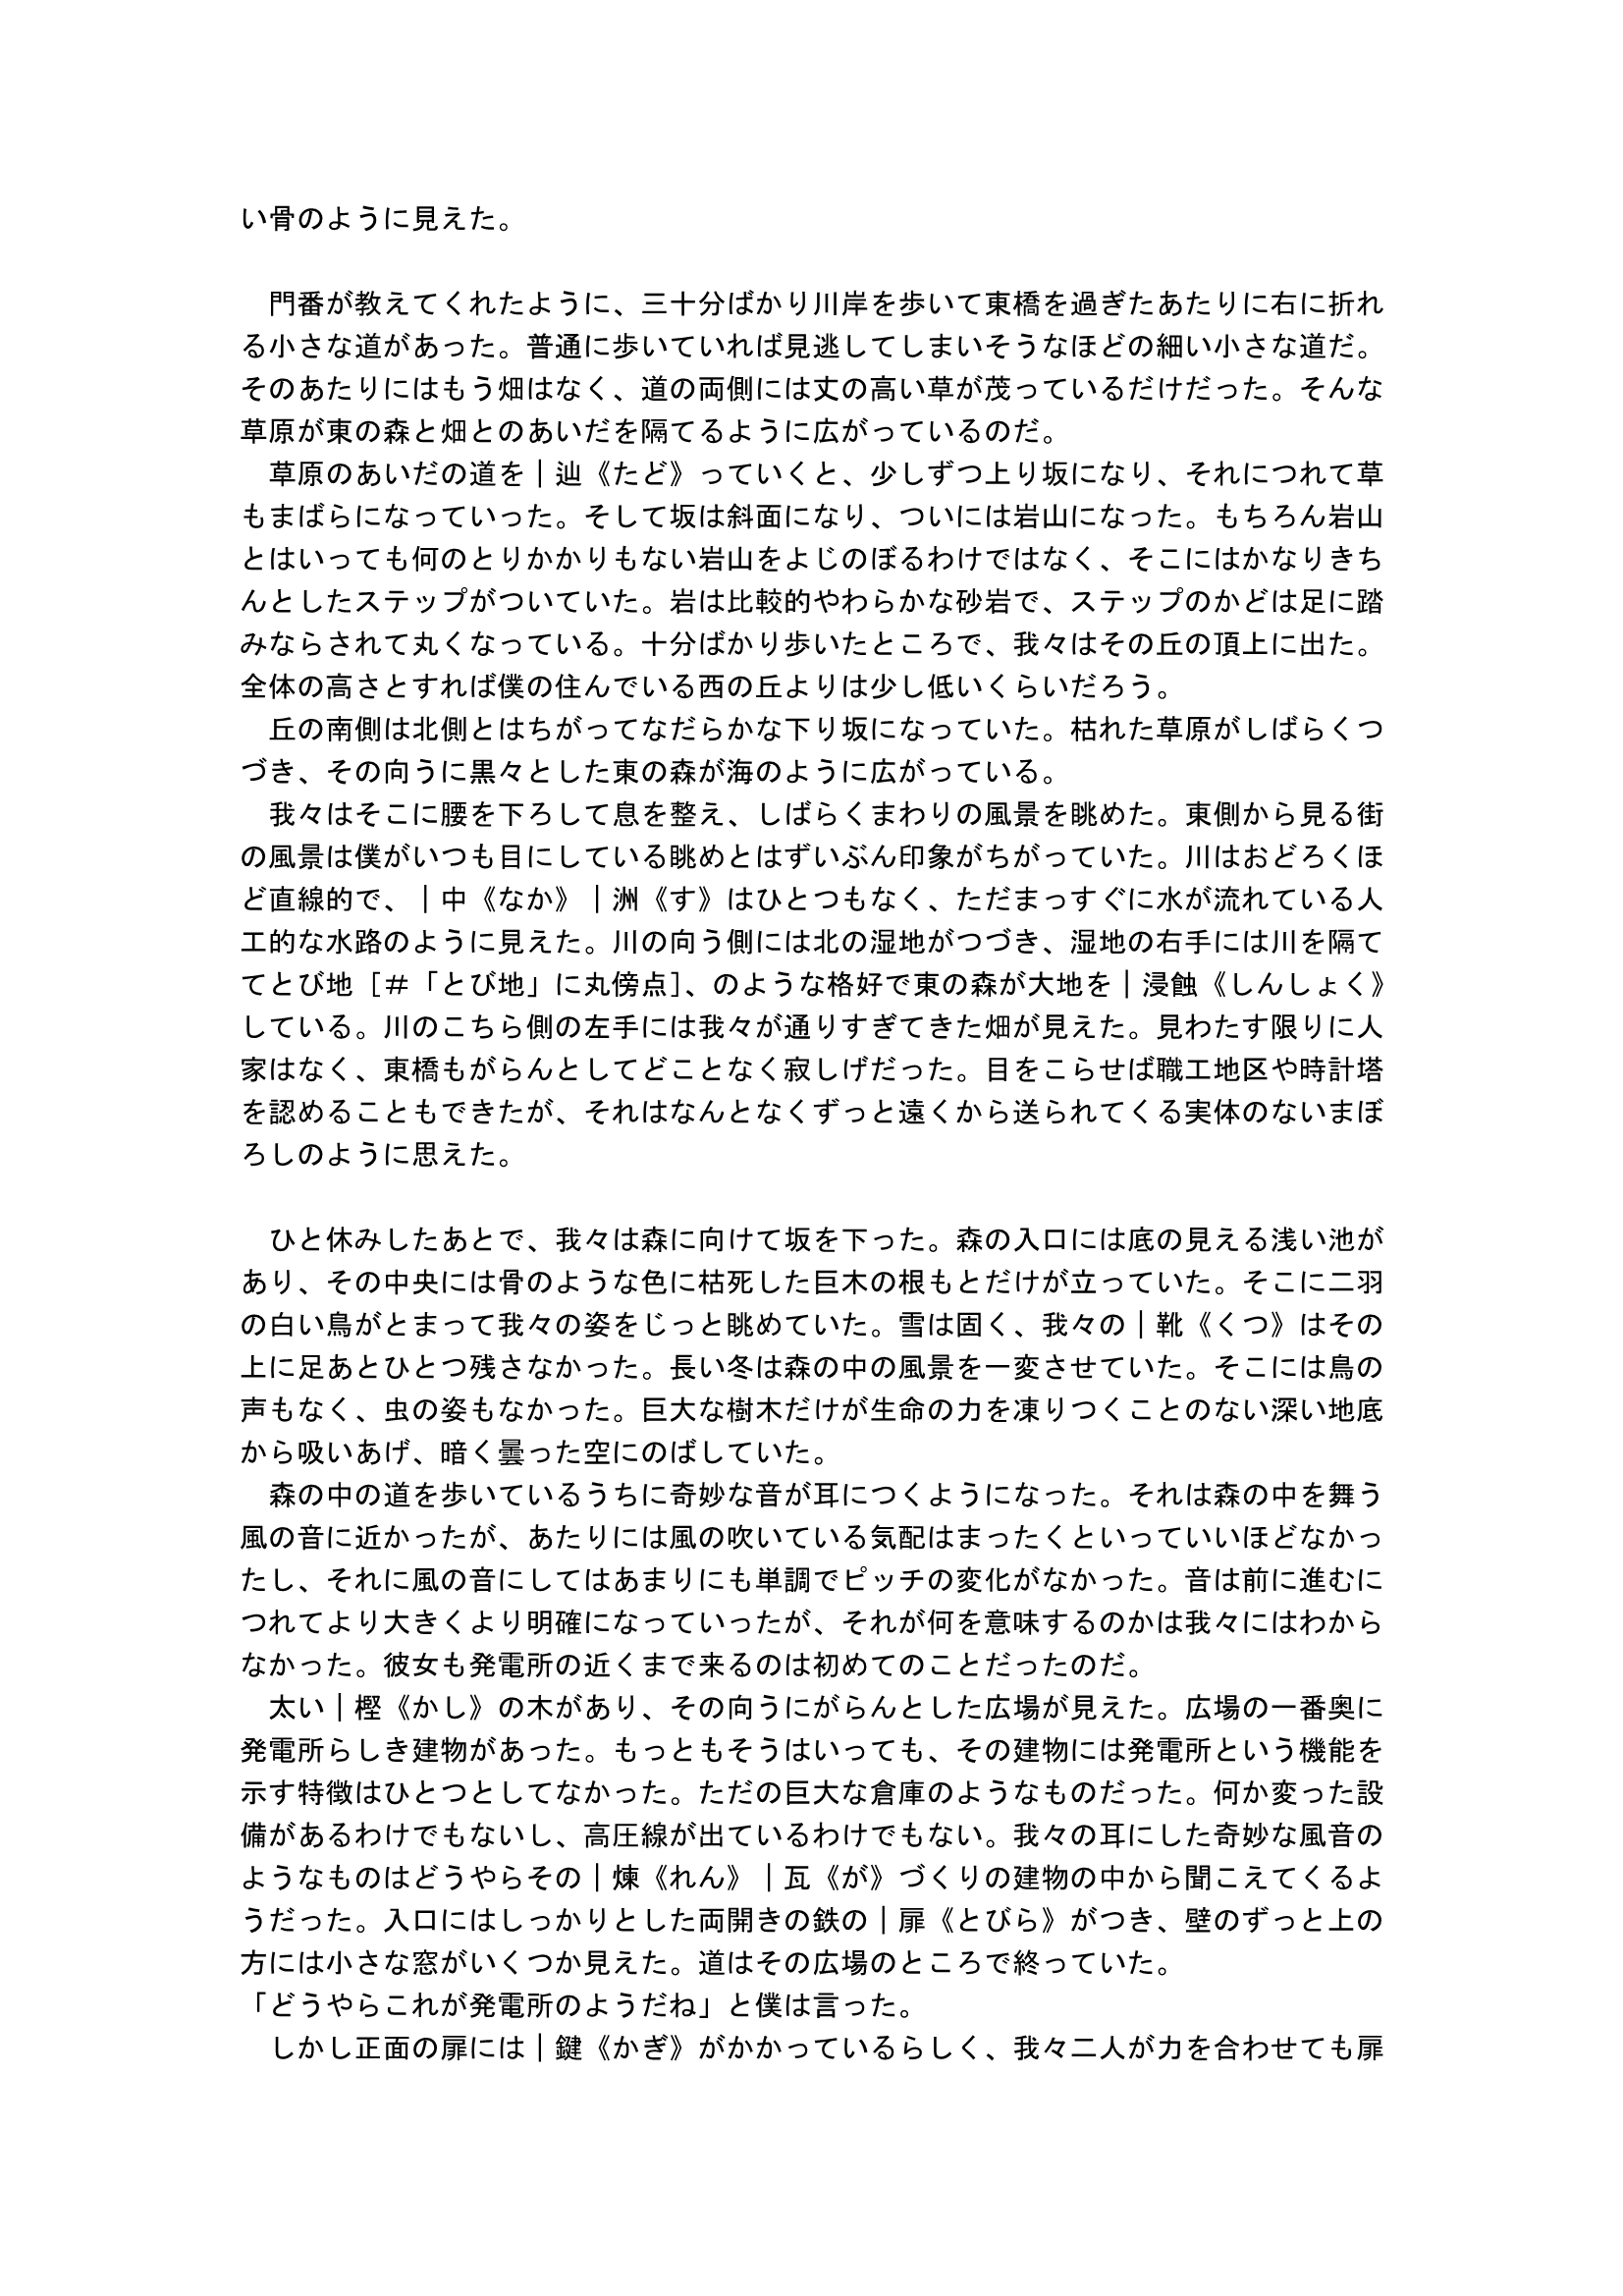 い骨のように見えた。
　門番が教えてくれたように、三十分ばかり川岸を歩いて東橋を過ぎたあたりに右に折れ
る小さな道があった。普通に歩いていれば見逃してしまいそうなほどの細い小さな道だ。
そのあたりにはもう畑はなく、道の両側には丈の高い草が茂っているだけだった。そんな
草原が東の森と畑とのあいだを隔てるように広がっているのだ。
　草原のあいだの道を｜辿《たど》っていくと、少しずつ上り坂になり、それにつれて草
もまばらになっていった。そして坂は斜面になり、ついには岩山になった。もちろん岩山
とはいっても何のとりかかりもない岩山をよじのぼるわけではなく、そこにはかなりきち
んとしたステップがついていた。岩は比較的やわらかな砂岩で、ステップのかどは足に踏
みならされて丸くなっている。十分ばかり歩いたところで、我々はその丘の頂上に出た。
全体の高さとすれば僕の住んでいる西の丘よりは少し低いくらいだろう。
　丘の南側は北側とはちがってなだらかな下り坂になっていた。枯れた草原がしばらくつ
づき、その向うに黒々とした東の森が海のように広がっている。
　我々はそこに腰を下ろして息を整え、しばらくまわりの風景を眺めた。東側から見る街
の風景は僕がいつも目にしている眺めとはずいぶん印象がちがっていた。川はおどろくほ
ど直線的で、｜中《なか》｜洲《す》はひとつもなく、ただまっすぐに水が流れている人
工的な水路のように見えた。川の向う側には北の湿地がつづき、湿地の右手には川を隔て
てとび地［＃「とび地」に丸傍点］、のような格好で東の森が大地を｜浸蝕《しんしょく》
している。川のこちら側の左手には我々が通りすぎてきた畑が見えた。見わたす限りに人
家はなく、東橋もがらんとしてどことなく寂しげだった。目をこらせば職工地区や時計塔
を認めることもできたが、それはなんとなくずっと遠くから送られてくる実体のないまぼ
ろしのように思えた。
　ひと休みしたあとで、我々は森に向けて坂を下った。森の入口には底の見える浅い池が
あり、その中央には骨のような色に枯死した巨木の根もとだけが立っていた。そこに二羽
の白い鳥がとまって我々の姿をじっと眺めていた。雪は固く、我々の｜靴《くつ》はその
上に足あとひとつ残さなかった。長い冬は森の中の風景を一変させていた。そこには鳥の
声もなく、虫の姿もなかった。巨大な樹木だけが生命の力を凍りつくことのない深い地底
から吸いあげ、暗く曇った空にのばしていた。
　森の中の道を歩いているうちに奇妙な音が耳につくようになった。それは森の中を舞う
風の音に近かったが、あたりには風の吹いている気配はまったくといっていいほどなかっ
たし、それに風の音にしてはあまりにも単調でピッチの変化がなかった。音は前に進むに
つれてより大きくより明確になっていったが、それが何を意味するのかは我々にはわから
なかった。彼女も発電所の近くまで来るのは初めてのことだったのだ。
　太い｜樫《かし》の木があり、その向うにがらんとした広場が見えた。広場の一番奥に
発電所らしき建物があった。もっともそうはいっても、その建物には発電所という機能を
示す特徴はひとつとしてなかった。ただの巨大な倉庫のようなものだった。何か変った設
備があるわけでもないし、高圧線が出ているわけでもない。我々の耳にした奇妙な風音の
ようなものはどうやらその｜煉《れん》｜瓦《が》づくりの建物の中から聞こえてくるよ
うだった。入口にはしっかりとした両開きの鉄の｜扉《とびら》がつき、壁のずっと上の
方には小さな窓がいくつか見えた。道はその広場のところで終っていた。
「どうやらこれが発電所のようだね」と僕は言った。
　しかし正面の扉には｜鍵《かぎ》がかかっているらしく、我々二人が力を合わせても扉